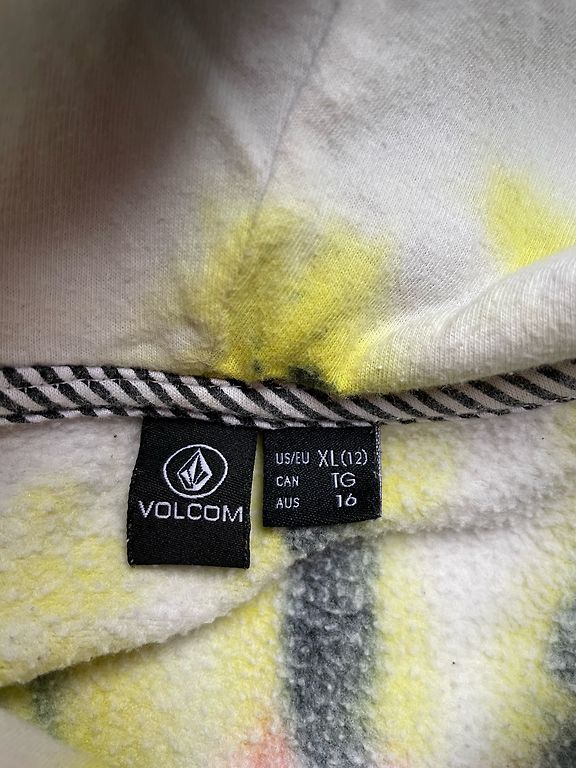 VOLCOM
US/EU XL(12)
CAN TG
AUS 16